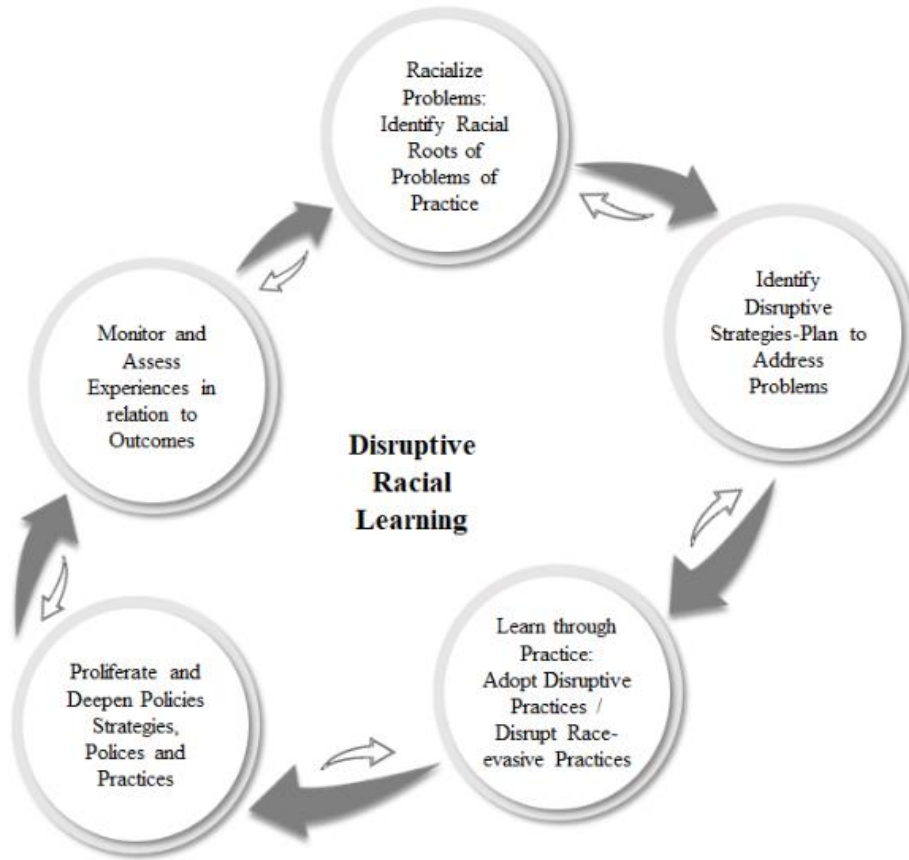 Racialize
Problems:
Identify Racial
Roots of
Problems of
Practice
Identify
Disruptive
Strategies-Plan to
Address
Problems
Learn through
Practice:
Adopt Disruptive
Practices /
Disrupt Race-
evasive Practices
Proliferate and
Deepen Policies
Strategies,
Polices and
Practices
Monitor and
Assess
Experiences in
relation to
Outcomes
Disruptive
Racial
Learning